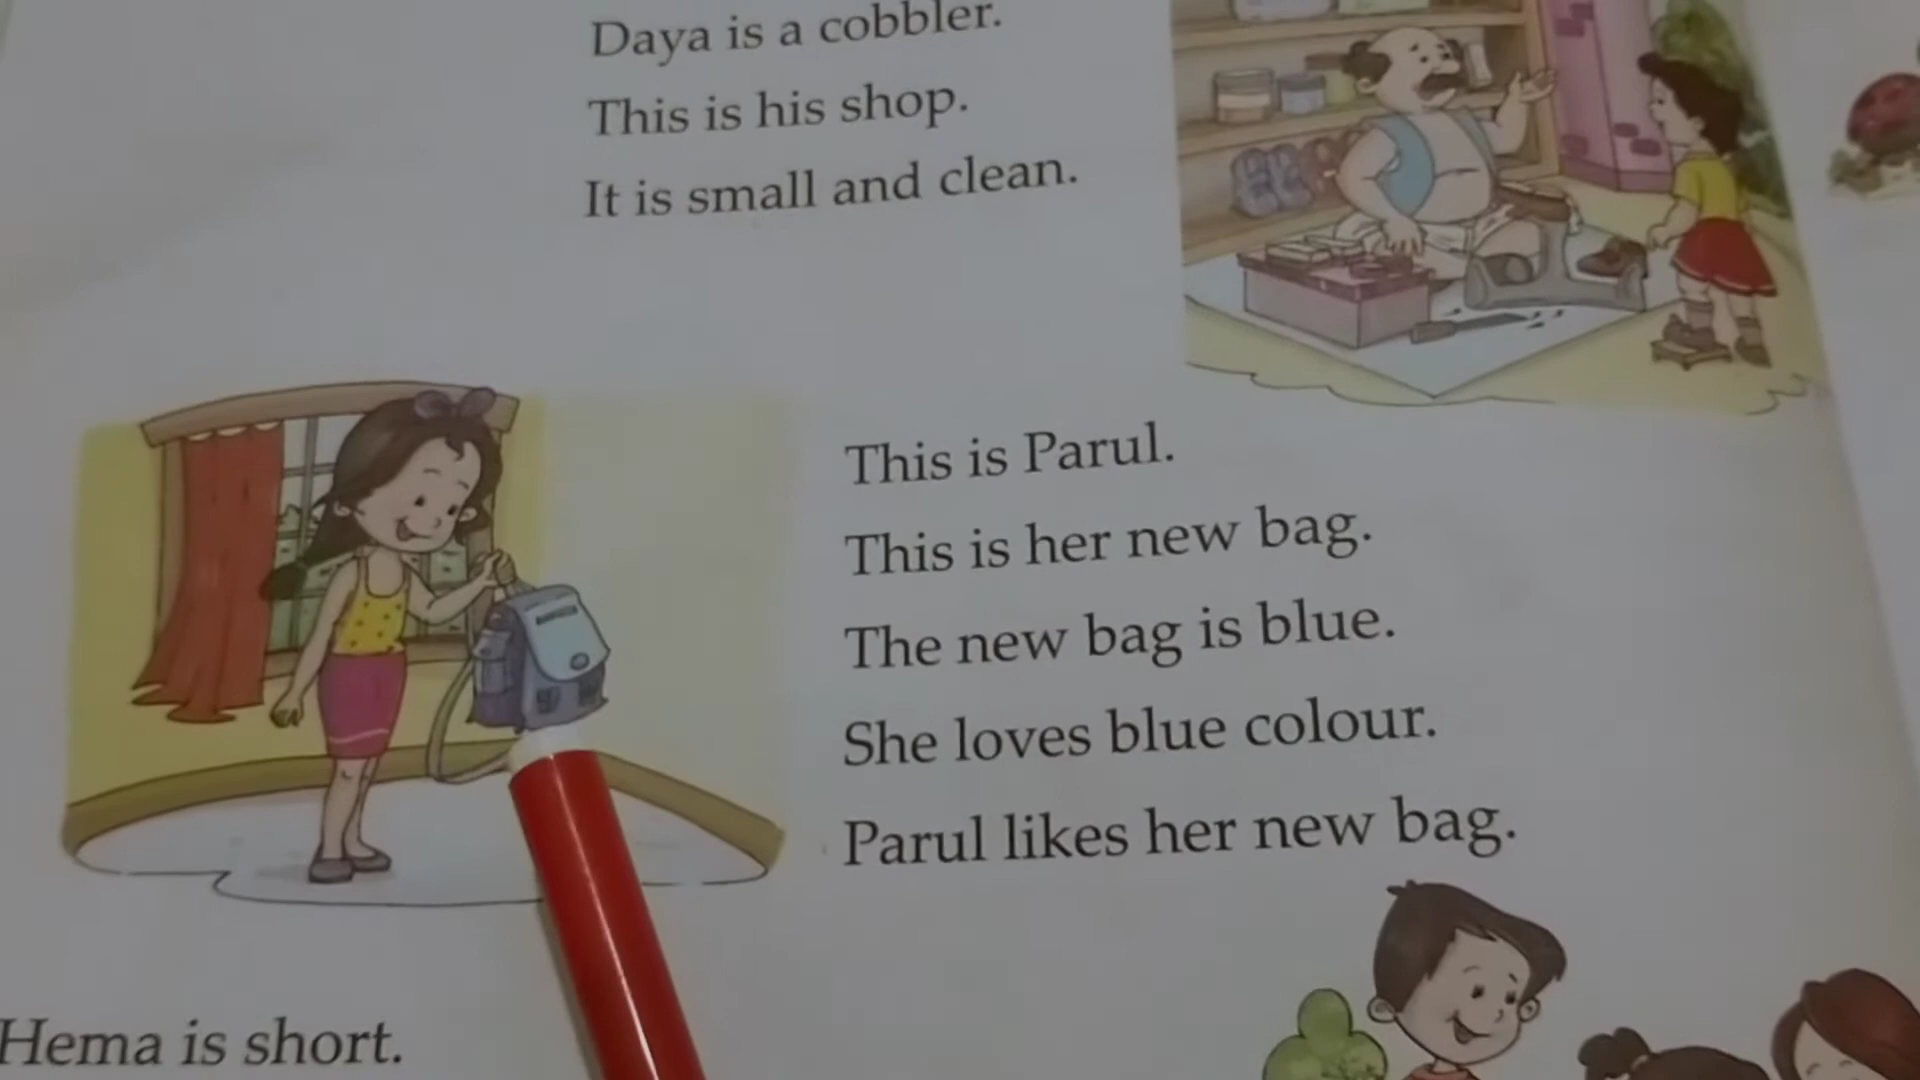 Daya is a cobbler.
This is his shop.
It is small and clean.
This is Parul.
This is her new bag.
The new bag is blue.
She loves blue colour.
Parul likes her new bag.
Hema is short.